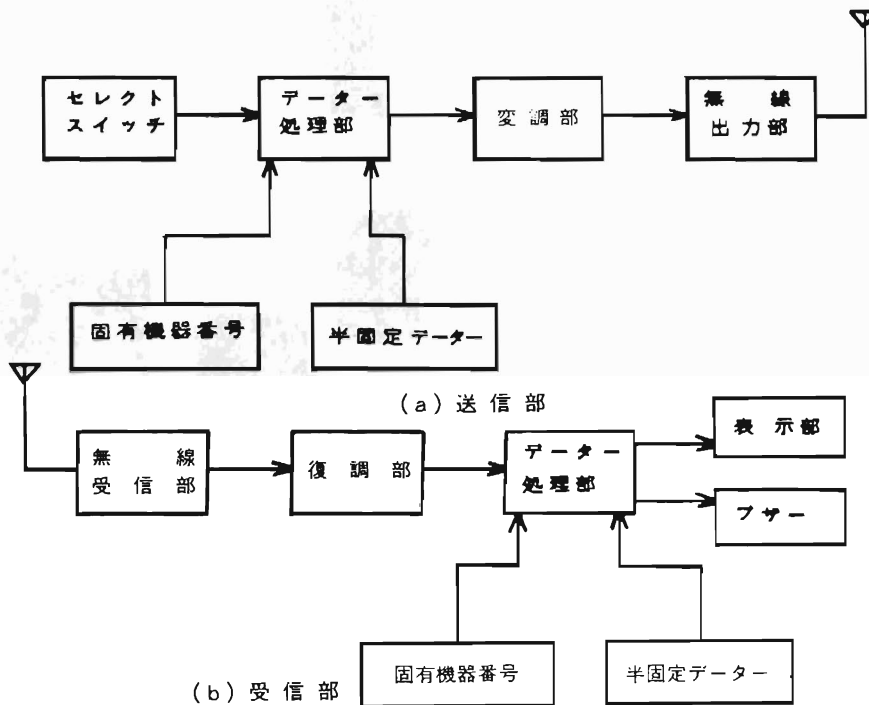 セレクト
スイッチ
データー
処理部
変調部
無線
出力部
固有機器番号
半固定データー
(a)送信部
無線
受信部
復調部
データー
処理部
表示部
ブザー
固有機器番号
半固定データー
(b)受信部